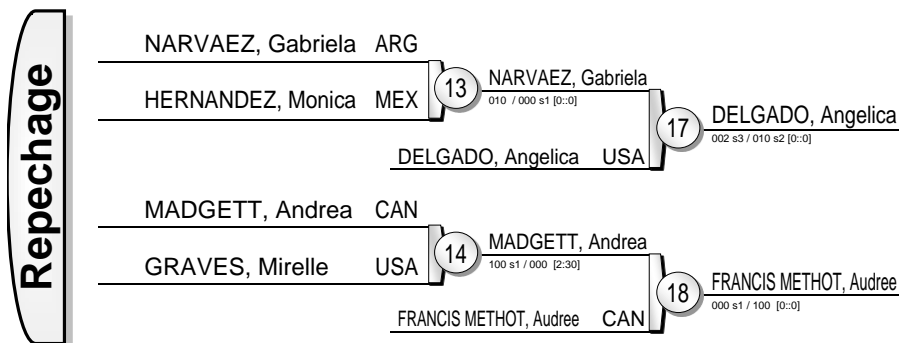 Repechage
NARVAEZ, Gabriela ARG
HERNANDEZ, Monica MEX
13
NARVAEZ, Gabriela
010 / 000 s1 [0::0]
DELGADO, Angelica USA
17
DELGADO, Angelica
002 s3 / 010 s2 [0::0]
MADGETT, Andrea CAN
GRAVES, Mirelle USA
14
MADGETT, Andrea
100 s1 / 000 [2:30]
FRANCIS METHOT, Audree CAN
18
FRANCIS METHOT, Audree
000 s1 / 100 [0::0]